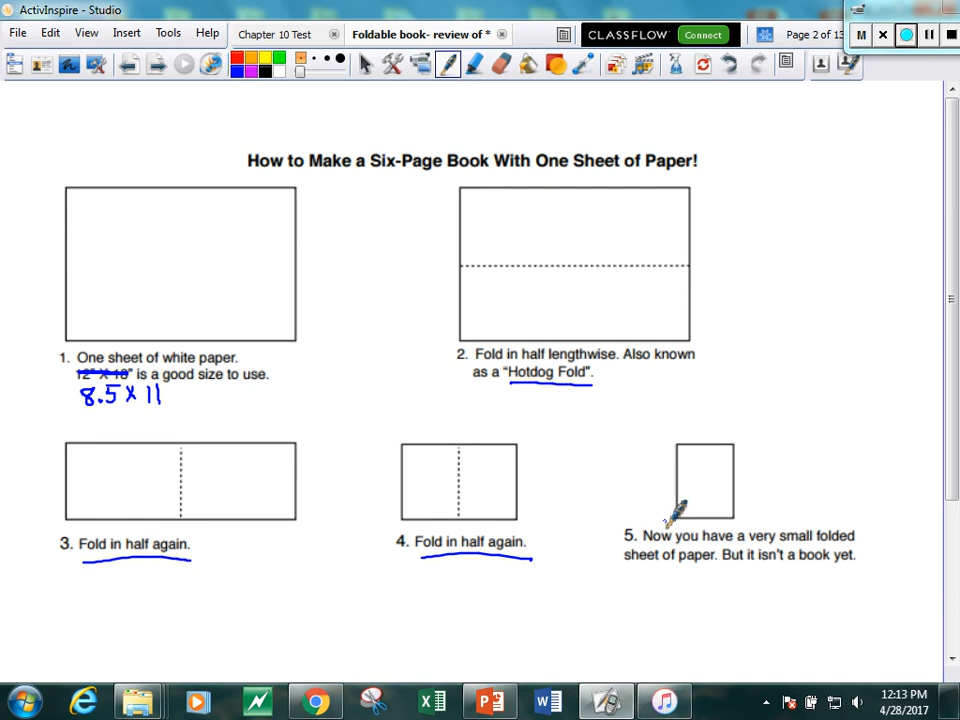 ActivInspire - Studio
File Edit View Insert Tools Help
Chapter 10 Test
Foldable book- review of *
CLASSFLOW Connect
Page 2 of 13
M
How to Make a Six-Page Book With One Sheet of Paper!
1. One sheet of white paper.
12" X 18" is a good size to use.
8.5 X 11
2. Fold in half lengthwise. Also known
as a "Hotdog Fold".
3. Fold in half again.
4. Fold in half again.
5. Now you have a very small folded
sheet of paper. But it isn't a book yet.
12:13 PM
4/28/2017